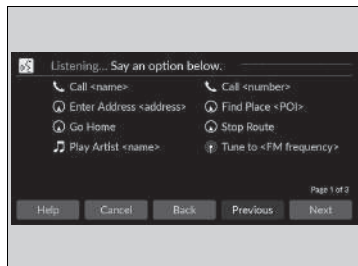 Listening... Say an option below.
Call <name>
Call <number>
Enter Address <address>
Find Place <POI>
Go Home
Stop Route
Play Artist <name>
Tune to <FM frequency>
Page 1 of 3
Help Cancel Back Previous Next